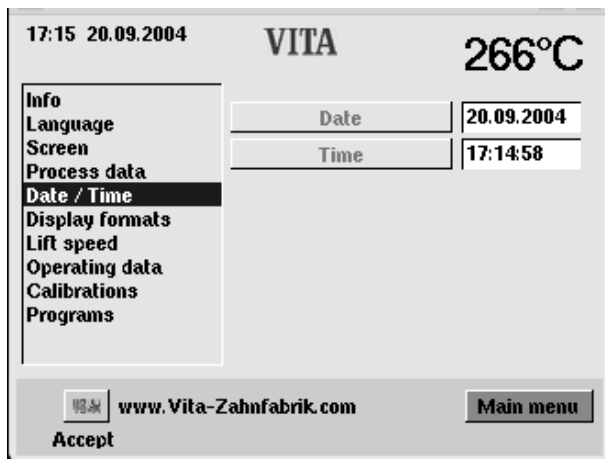 17:15 20.09.2004
VITA
266°C
Info
Language
Screen
Process data
Date / Time
Display formats
Lift speed
Operating data
Calibrations
Programs
Date 20.09.2004
Time 17:14:58
www.Vita-Zahnfabrik.com
Main menu
Accept